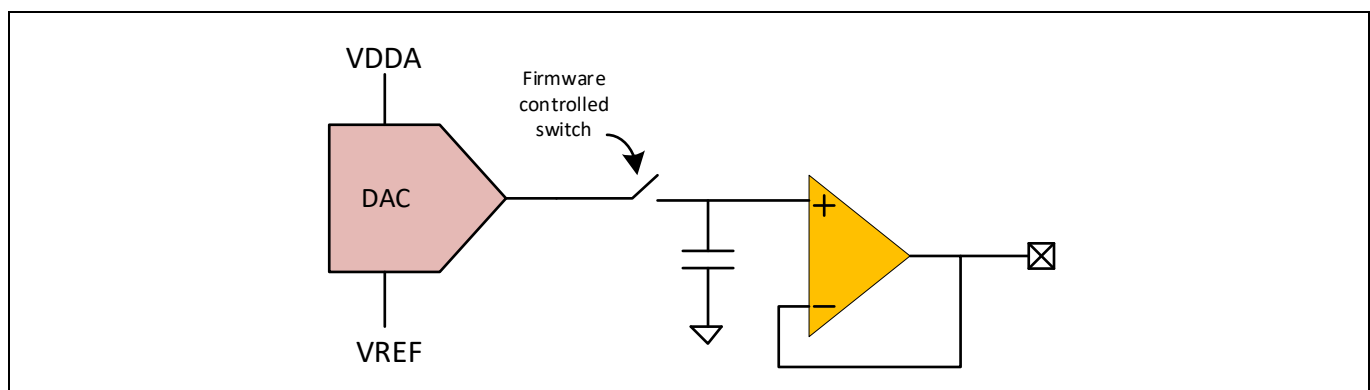 VDDA
Firmware
controlled
switch
DAC
+
−
VREF